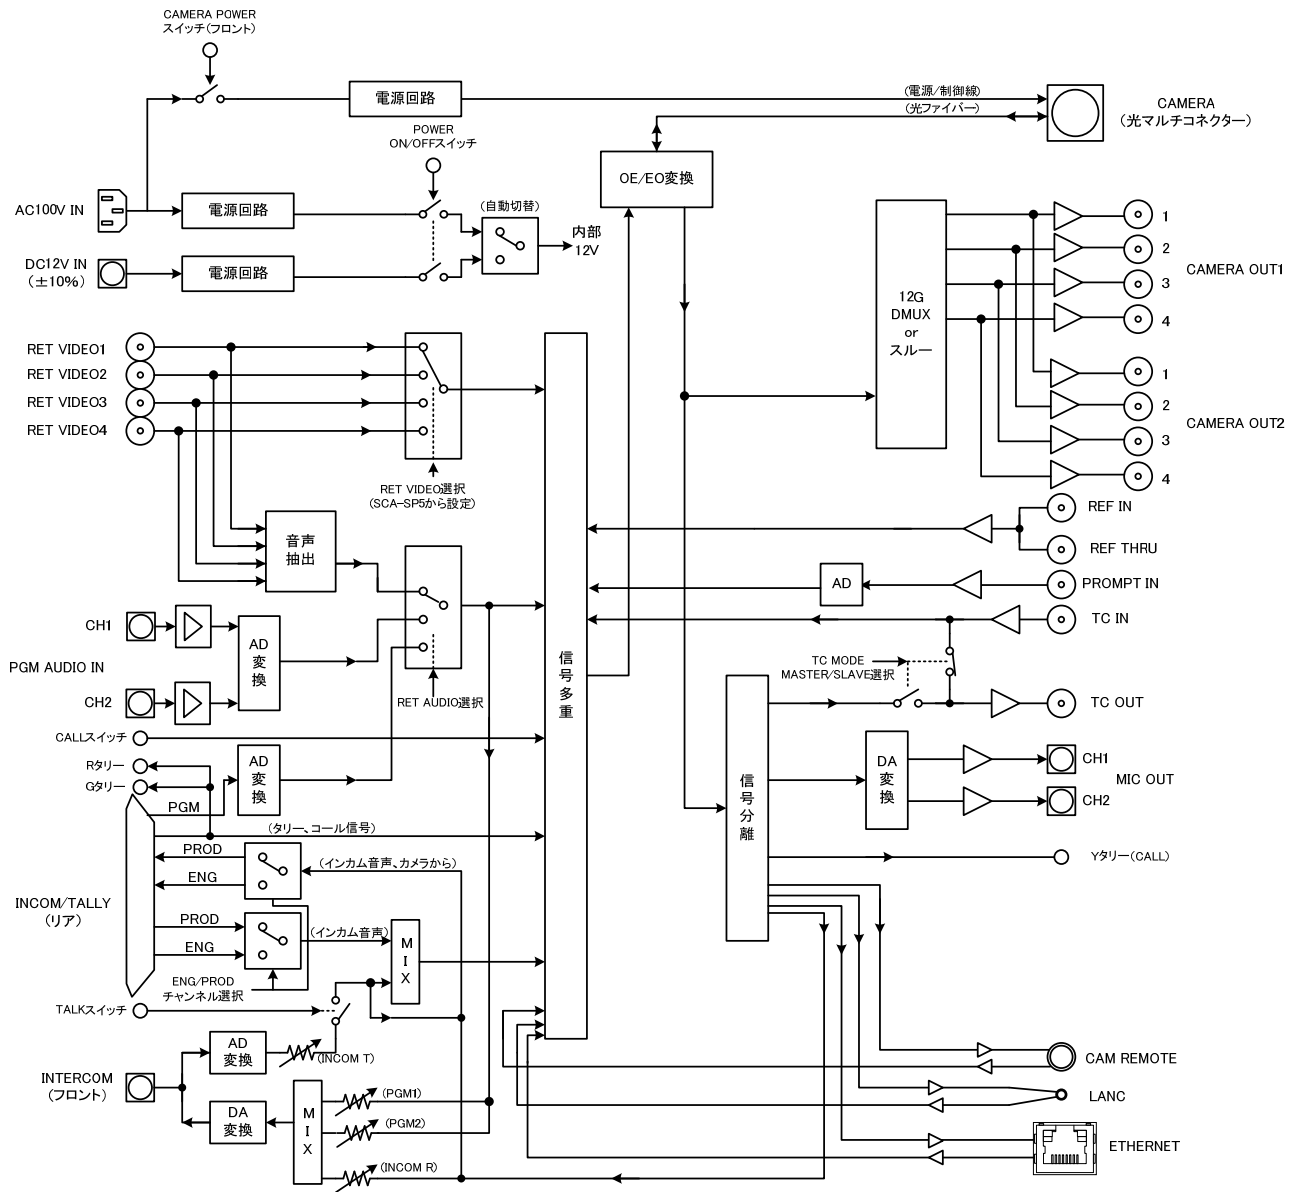 CAMERA POWER
スイッチ(フロント)
電源回路
(電源/制御線)
(光ファイバー)
CAMERA
(光マルチコネクター)
POWER
ON/OFFスイッチ
OE/EO変換
AC100V IN
電源回路
(自動切替)
内部
12V
DC12V IN
(±10%)
電源回路
12G
DMUX
or
スルー
1
2
3
4
CAMERA OUT1
1
2
3
4
CAMERA OUT2
RET VIDEO1
RET VIDEO2
RET VIDEO3
RET VIDEO4
RET VIDEO選択
(SCA-SP5から設定)
音声
抽出
REF IN
REF THRU
AD
PROMPT IN
TC IN
CH1
PGM AUDIO IN
CH2
AD
変
換
RET AUDIO選択
信
号
多
重
TC MODE
MASTER/SLAVE選択
TC OUT
CALLスイッチ
Rタリー
Gタリー
PGM
AD
変
換
信
号
分
離
DA
変
換
CH1
MIC OUT
CH2
(タリー、コール信号)
PROD
(インカム音声、カメラから)
ENG
Yタリー(CALL)
INCOM/TALLY
(リア)
PROD
ENG
(インカム音声)
M
I
X
ENG/PROD
チャンネル選択
TALKスイッチ
AD
変換
(INCOM T)
INTERCOM
(フロント)
DA
変換
M
I
X
(PGM1)
(PGM2)
(INCOM R)
CAM REMOTE
LANC
ETHERNET